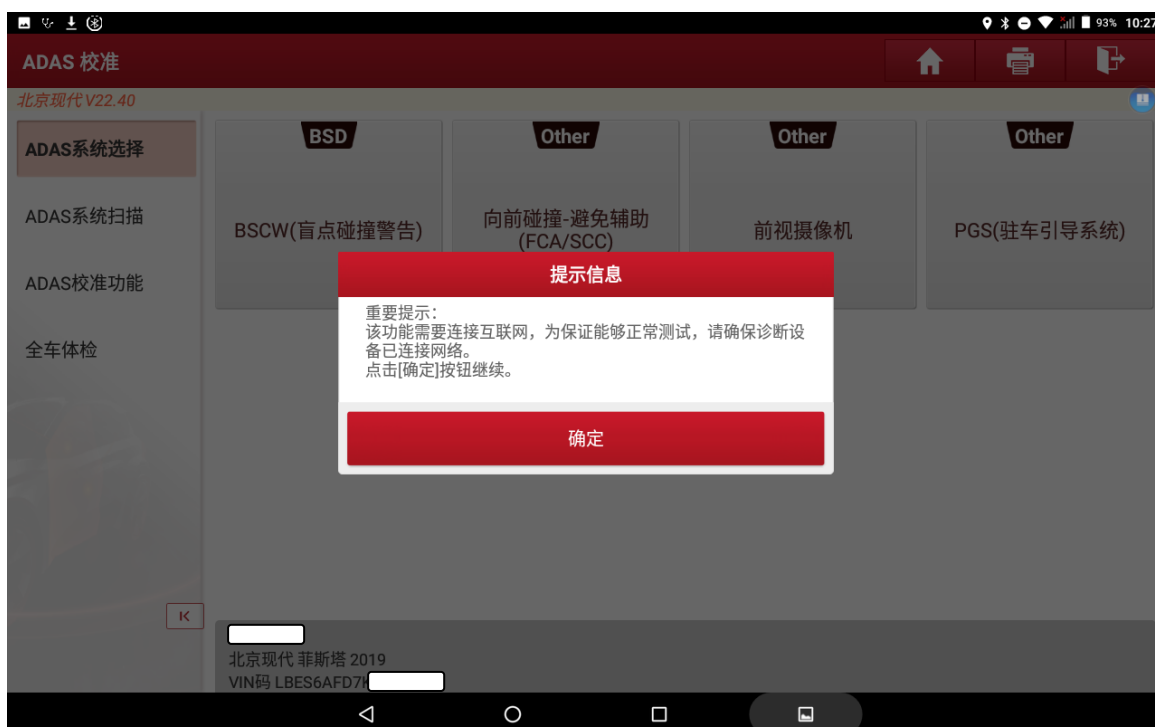 93% 10:27
ADAS 校准
北京现代 V22.40
ADAS系统选择
ADAS系统扫描
ADAS校准功能
全车体检
BSD
BSCW(盲点碰撞警告)
Other
向前碰撞-避免辅助
(FCA/SCC)
Other
前视摄像机
Other
PGS(驻车引导系统)
提示信息
重要提示：
该功能需要连接互联网，为保证能够正常测试，请确保诊断设
备已连接网络。
点击[确定]按钮继续。
确定
北京现代 菲斯塔 2019
VIN码 LBES6AFD7